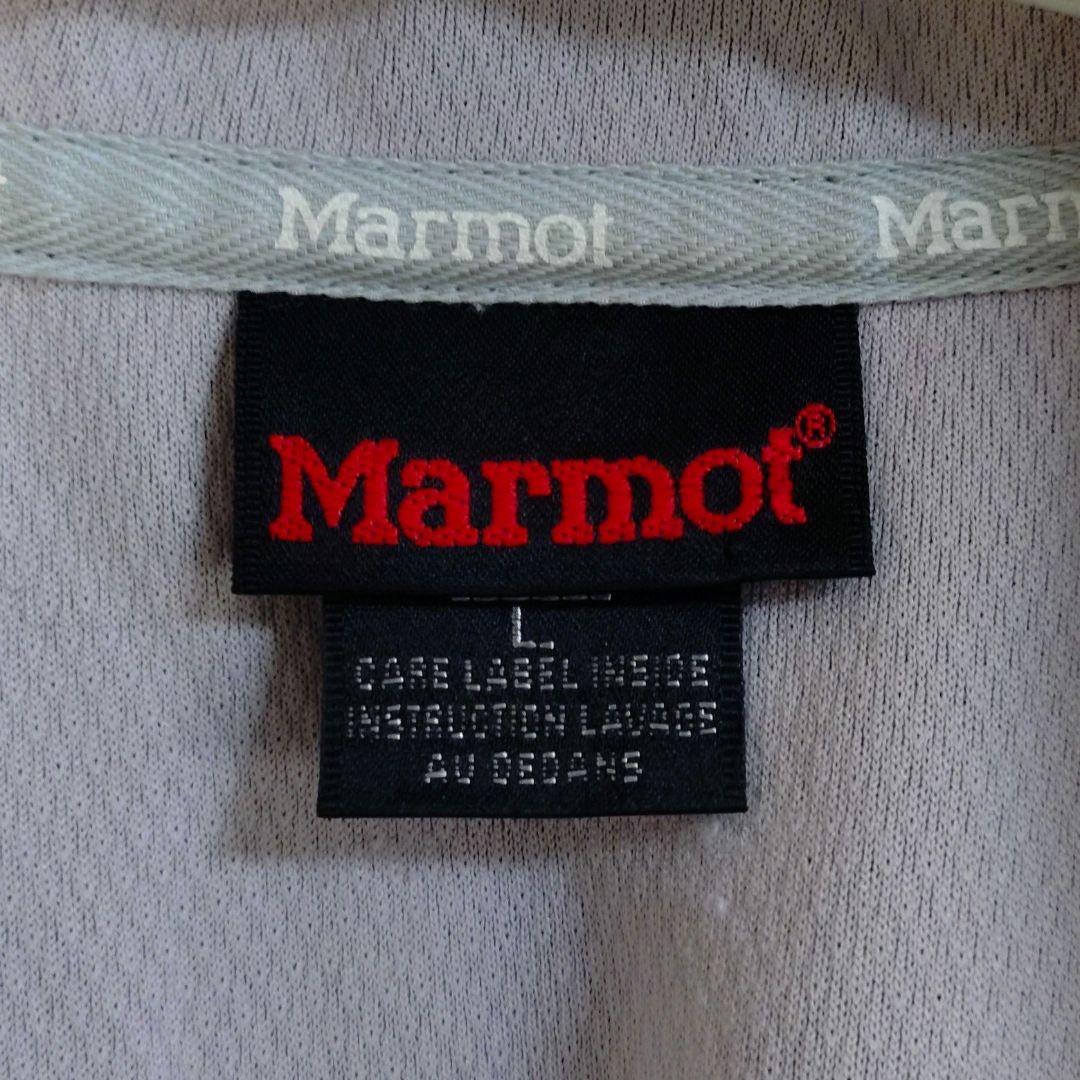 Marmot Marm
Marmot®
L
CARE LABEL INSIDE
INSTRUCTION LAVAGE
AU DEDANS